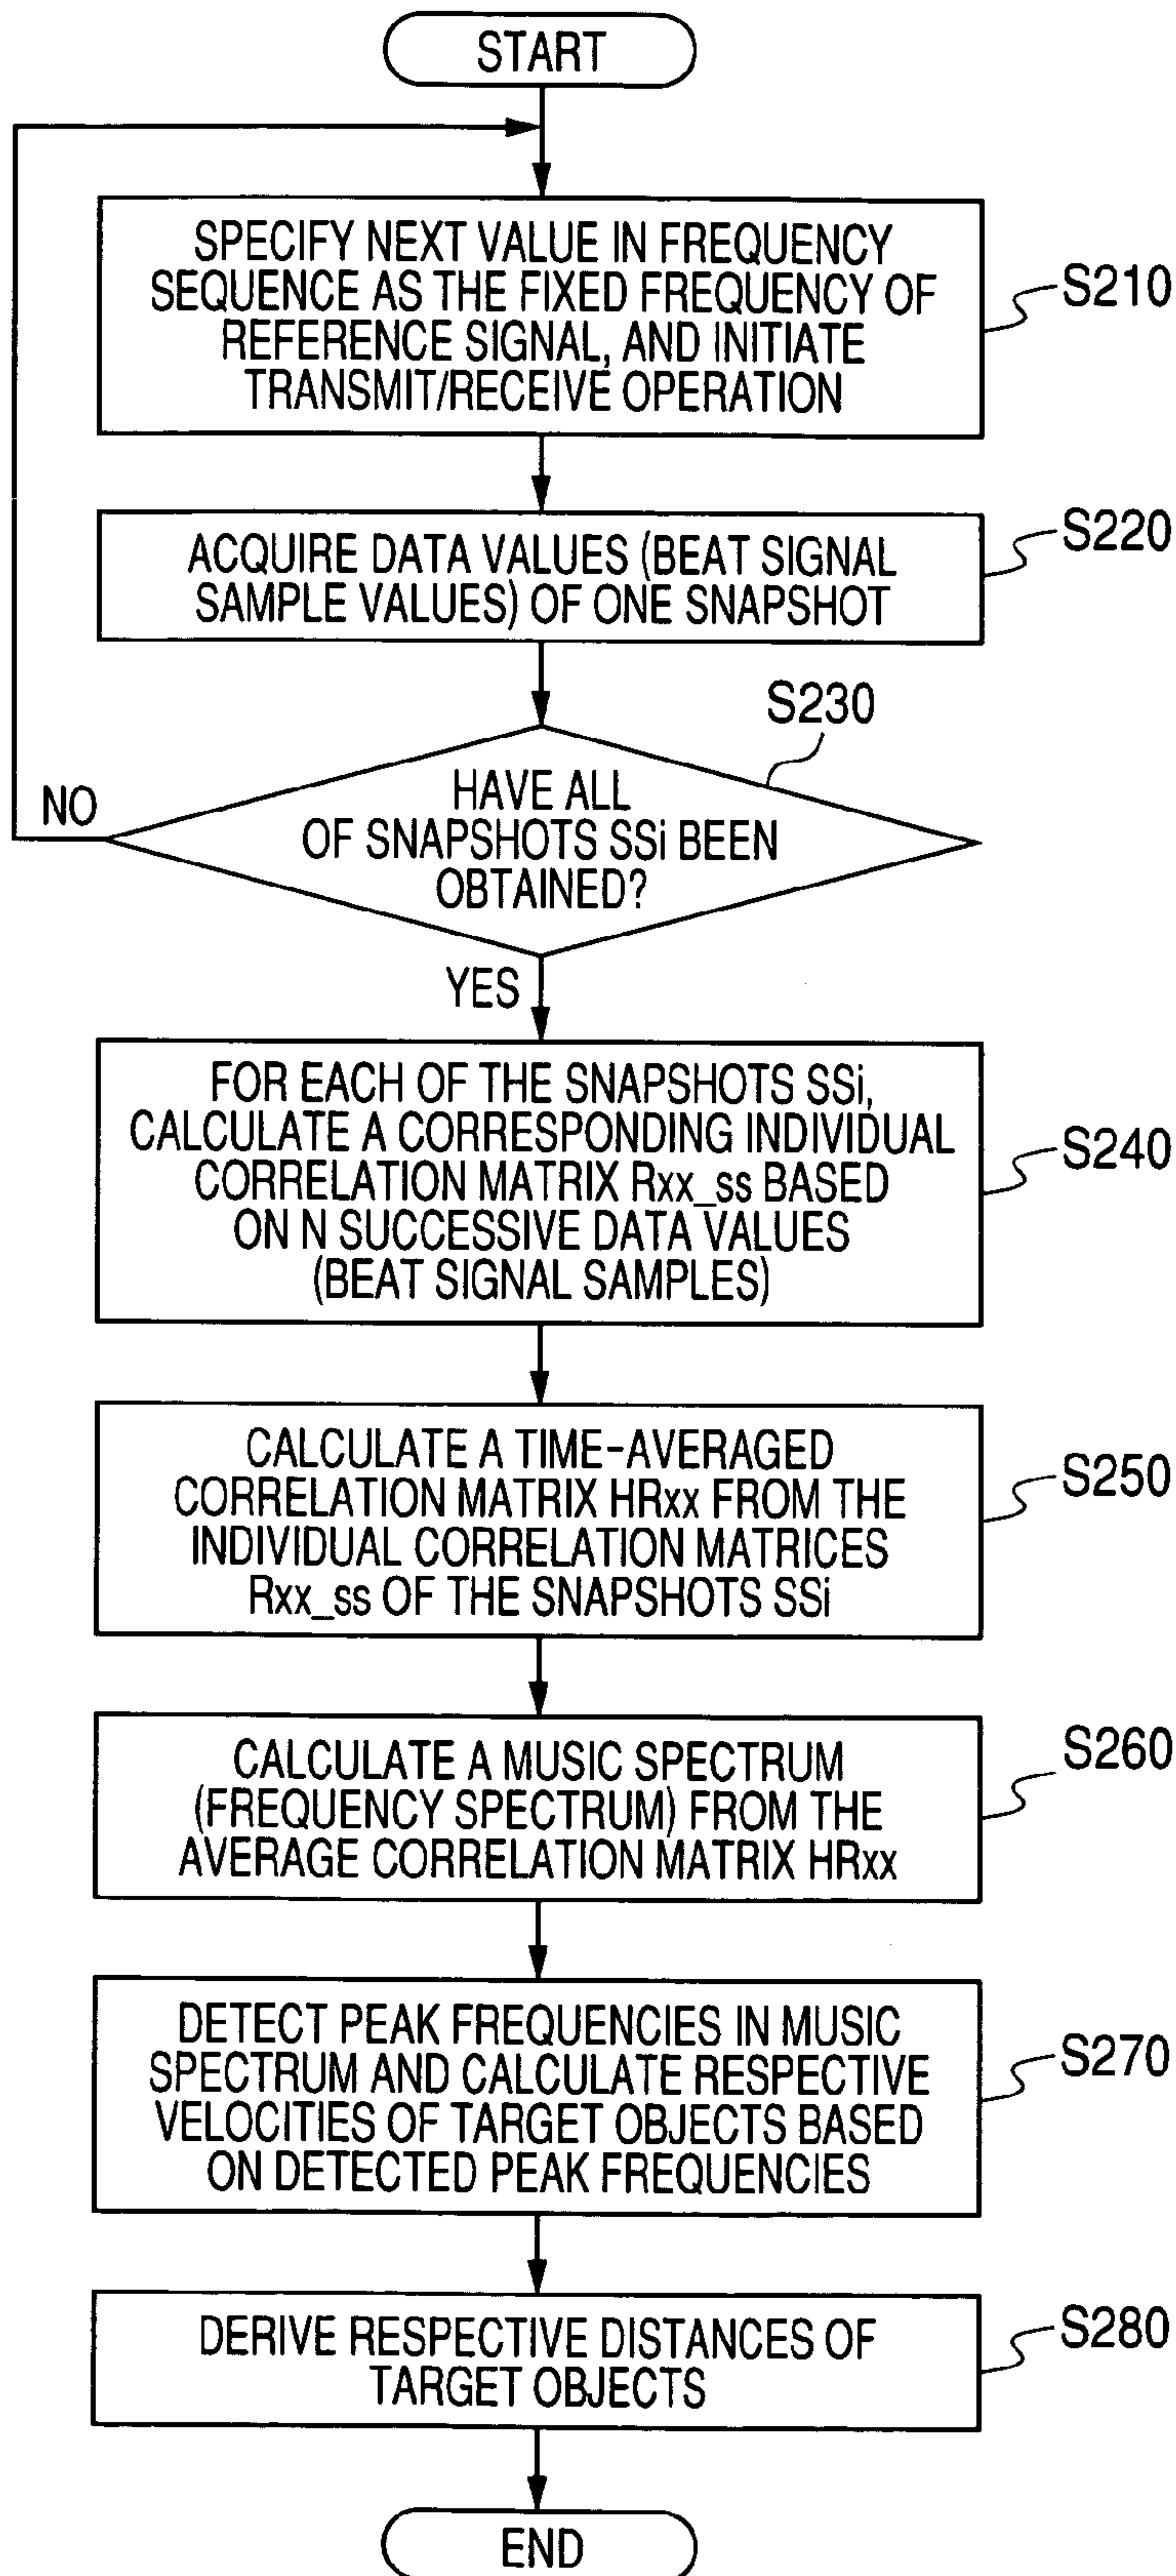 START
SPECIFY NEXT VALUE IN FREQUENCY
SEQUENCE AS THE FIXED FREQUENCY OF
REFERENCE SIGNAL, AND INITIATE
TRANSMIT/RECEIVE OPERATION
S210
ACQUIRE DATA VALUES (BEAT SIGNAL
SAMPLE VALUES) OF ONE SNAPSHOT
S220
S230
HAVE ALL
OF SNAPSHOTS SSi BEEN
OBTAINED?
NO
YES
FOR EACH OF THE SNAPSHOTS SSi,
CALCULATE A CORRESPONDING INDIVIDUAL
CORRELATION MATRIX Rxx_ss BASED
ON N SUCCESSIVE DATA VALUES
(BEAT SIGNAL SAMPLES)
S240
CALCULATE A TIME-AVERAGED
CORRELATION MATRIX HRxx FROM THE
INDIVIDUAL CORRELATION MATRICES
Rxx_ss OF THE SNAPSHOTS SSi
S250
CALCULATE A MUSIC SPECTRUM
(FREQUENCY SPECTRUM) FROM THE
AVERAGE CORRELATION MATRIX HRxx
S260
DETECT PEAK FREQUENCIES IN MUSIC
SPECTRUM AND CALCULATE RESPECTIVE
VELOCITIES OF TARGET OBJECTS BASED
ON DETECTED PEAK FREQUENCIES
S270
DERIVE RESPECTIVE DISTANCES OF
TARGET OBJECTS
S280
END